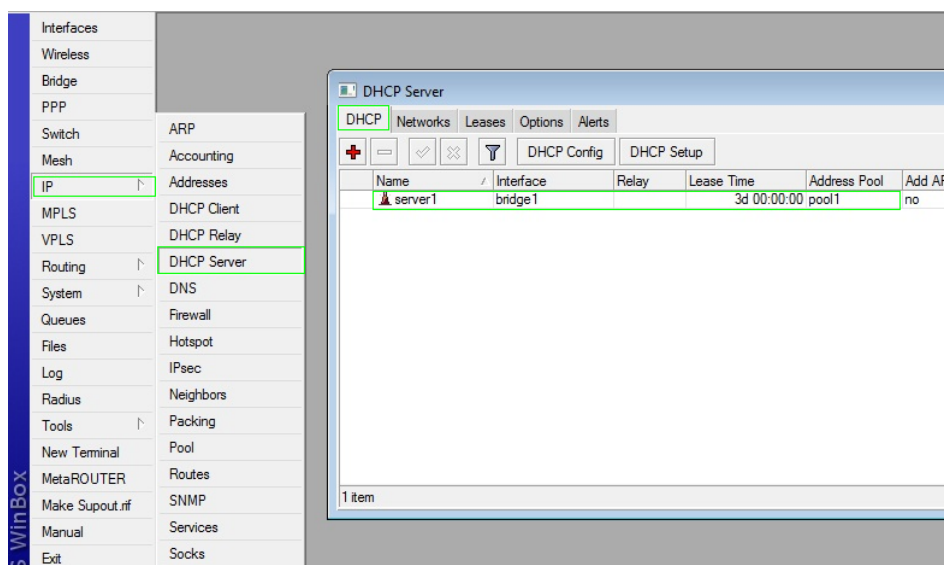 Interfaces
Wireless
Bridge
PPP
Switch
Mesh
IP
MPLS
VPLS
Routing
System
Queues
Files
Log
Radius
Tools
New Terminal
MetaROUTER
Make Supout.rif
Manual
Exit
S WinBox
ARP
Accounting
Addresses
DHCP Client
DHCP Relay
DHCP Server
DNS
Firewall
Hotspot
IPsec
Neighbors
Packing
Pool
Routes
SNMP
Services
Socks
DHCP Server
DHCP Networks Leases Options Alerts
DHCP Config DHCP Setup
Name / Interface Relay Lease Time Address Pool Add AR
server1 bridge1 3d 00:00:00 pool1 no
1 item